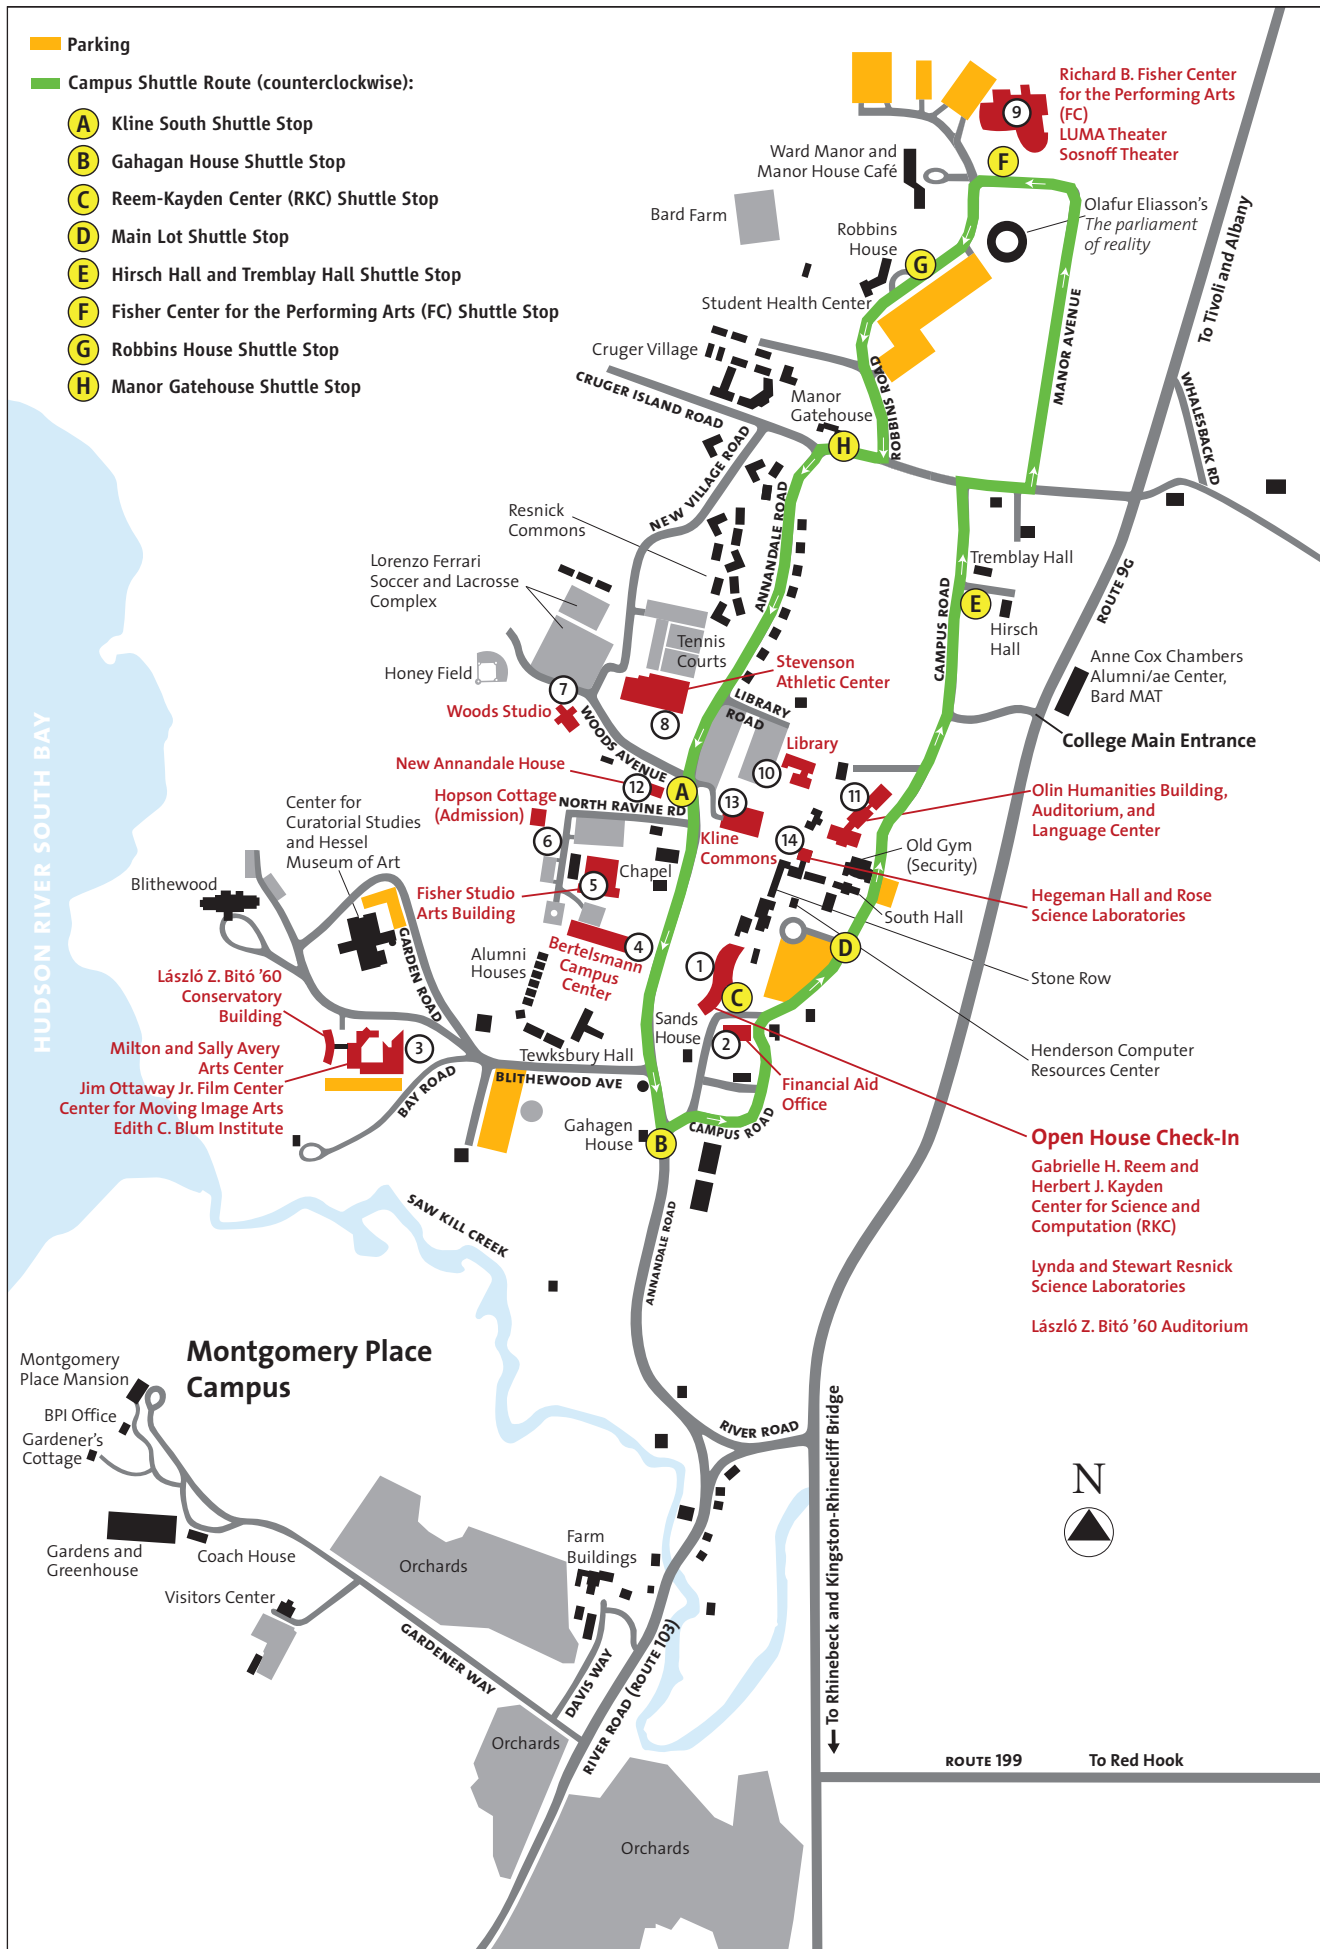 Parking
Campus Shuttle Route (counterclockwise):
A Kline South Shuttle Stop
B Gahagan House Shuttle Stop
C Reem-Kayden Center (RKC) Shuttle Stop
D Main Lot Shuttle Stop
E Hirsch Hall and Tremblay Hall Shuttle Stop
F Fisher Center for the Performing Arts (FC) Shuttle Stop
G Robbins House Shuttle Stop
H Manor Gatehouse Shuttle Stop
9
Richard B. Fisher Center
for the Performing Arts
(FC)
LUMA Theater
Sosnoff Theater
F
Ward Manor and
Manor House Café
Bard Farm
Olafur Eliasson's
The parliament
of reality
Robbins
House
G
Student Health Center
To Tivoli and Albany
MANOR AVENUE
WHALESBACK RD
Cruger Village
CRUGER ISLAND ROAD
Manor
Gatehouse
ROBBINS ROAD
H
NEW VILLAGE ROAD
ANNANDALE ROAD
Resnick
Commons
Lorenzo Ferrari
Soccer and Lacrosse
Complex
Tremblay Hall
E
Hirsch
Hall
CAMPUS ROAD
ROUTE 9G
Tennis
Courts
Honey Field
Stevenson
Athletic Center
Anne Cox Chambers
Alumni/ae Center,
Bard MAT
7
Woods Studio
8
WOODS AVENUE
LIBRARY
ROAD
College Main Entrance
Library
10
New Annandale House
12
A
Hopson Cottage
(Admission)
NORTH RAVINE RD
13
11
Olin Humanities Building,
Auditorium, and
Language Center
6
Kline
Commons
14
Old Gym
(Security)
Center for
Curatorial Studies
and Hessel
Museum of Art
Chapel
5
Fisher Studio
Arts Building
Hegeman Hall and Rose
Science Laboratories
Blithewood
South Hall
GARDEN ROAD
4
Bertelsmann
Campus
Center
D
Alumni
Houses
1
C
Stone Row
László Z. Bitó '60
Conservatory
Building
HUDSON RIVER SOUTH BAY
Sands
House
2
Henderson Computer
Resources Center
3
Milton and Sally Avery
Arts Center
Jim Ottaway Jr. Film Center
Center for Moving Image Arts
Edith C. Blum Institute
Tewksbury Hall
BLITHEWOOD AVE
BAY ROAD
Financial Aid
Office
Gahagen
House
B
CAMPUS ROAD
Open House Check-In
Gabrielle H. Reem and
Herbert J. Kayden
Center for Science and
Computation (RKC)
Lynda and Stewart Resnick
Science Laboratories
László Z. Bitó '60 Auditorium
SAW KILL CREEK
ANNANDALE ROAD
Montgomery Place
Campus
Montgomery
Place Mansion
BPI Office
Gardener's
Cottage
RIVER ROAD
To Rhinebeck and Kingston-Rhinecliff Bridge
N
Gardens and
Greenhouse
Coach House
Orchards
Farm
Buildings
Visitors Center
GARDENER WAY
DAVIS WAY
RIVER ROAD (ROUTE 103)
Orchards
ROUTE 199
To Red Hook
Orchards